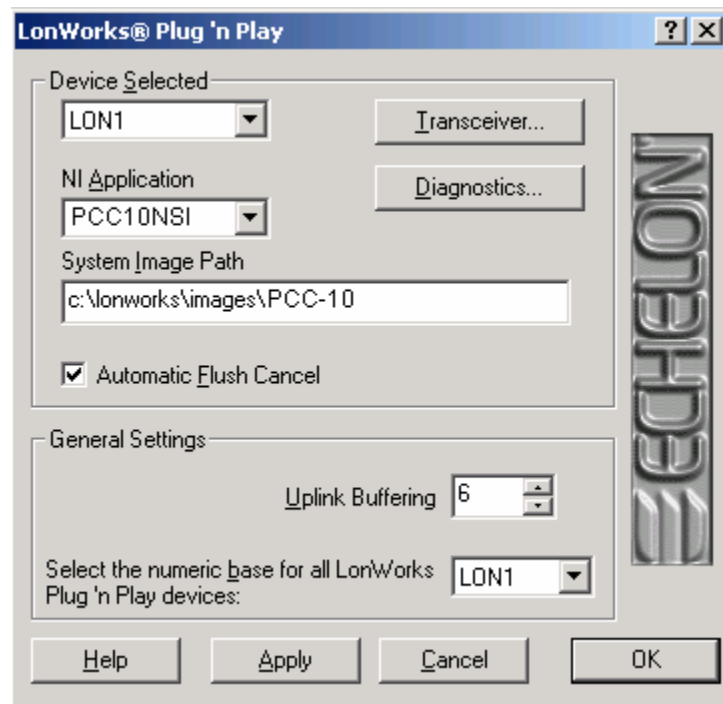 LonWorks® Plug 'n Play
Device Selected
LON1
Transceiver...
NI Application
Diagnostics...
PCC10NSI
System Image Path
c:\lonworks\images\PCC-10
Automatic Flush Cancel
ECHELON
General Settings
Uplink Buffering 6
Select the numeric base for all LonWorks
Plug 'n Play devices:
LON1
Help Apply Cancel OK